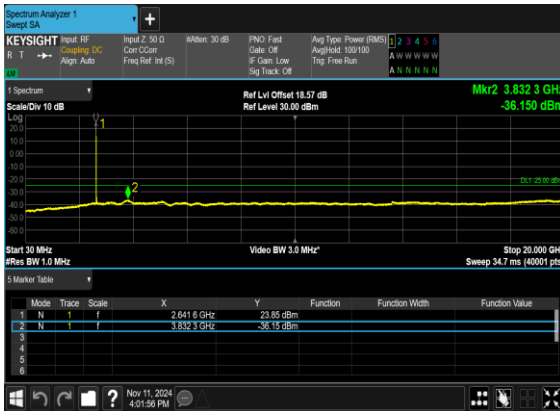 Spectrum Analyzer 1
Swept SA
+
KEYSIGHT Input: RF Input Z: 50 Ω #Atten: 30 dB PNO: Fast Avg Type: Power (RMS) 1 2 3 4 5 6
R T Coupling: DC Corr CCorr Gate: Off Avg|Hold: 100/100 A W W W W W
Align: Auto Freq Ref: Int (S) IF Gain: Low Trig: Free Run
LXI Sig Track: Off A N N N N N
1 Spectrum Ref Lvl Offset 18.57 dB Mkr2 3.832 3 GHz
Scale/Div 10 dB Ref Level 30.00 dBm -36.150 dBm
Log
1
20.0
10.0
0.00
-10.0
-20.0
DL1 -25.00 dBm
-30.0
2
-40.0
-50.0
-60.0
Start 30 MHz Video BW 3.0 MHz* Stop 20.000 GHz
#Res BW 1.0 MHz Sweep 34.7 ms (40001 pts)
5 Marker Table
Mode Trace Scale X Y Function Function Width Function Value
1 N 1 f 2.641 6 GHz 23.85 dBm
2 N 1 f 3.832 3 GHz -36.15 dBm
3
4
5
6
? Nov 11, 2024
4:01:56 PM